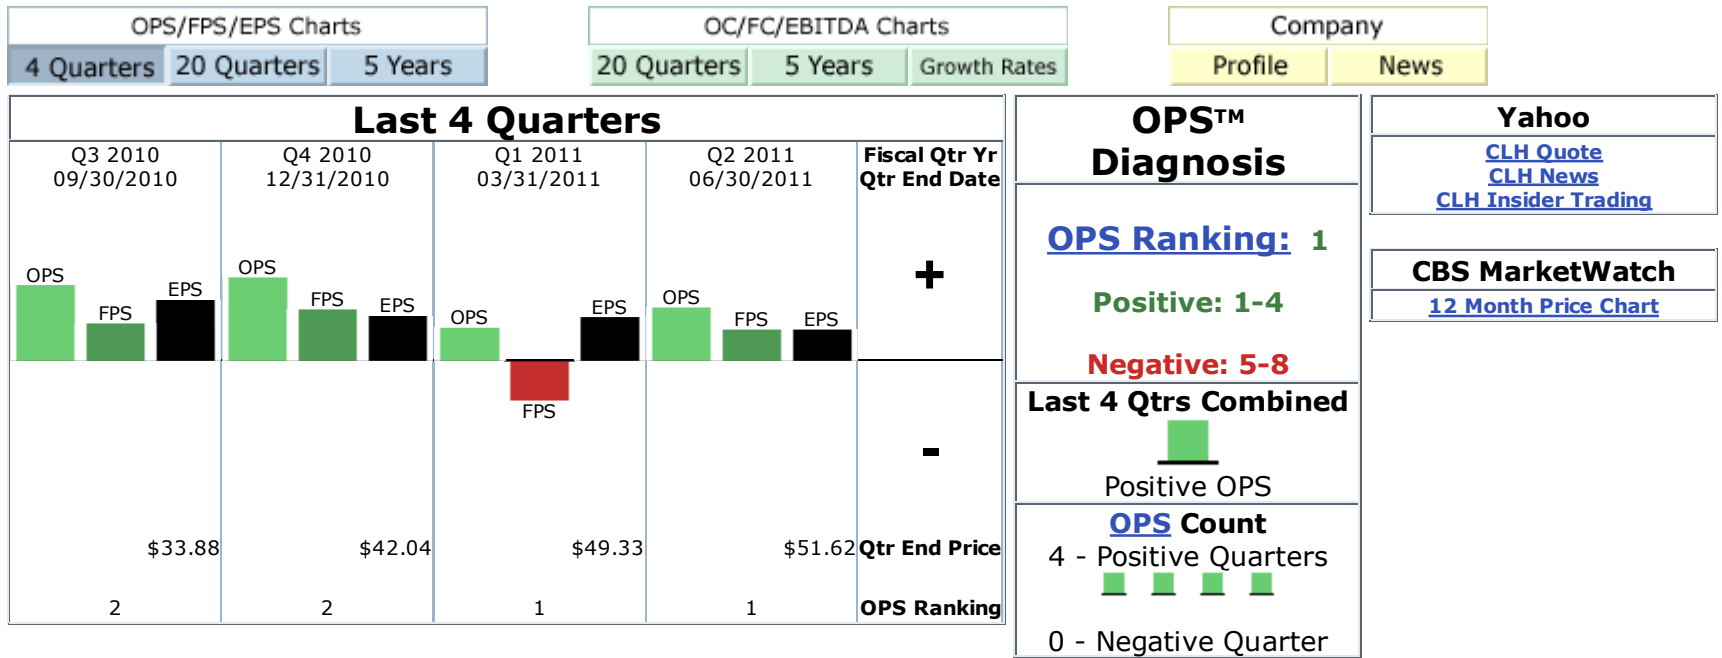 OPS/FPS/EPS Charts
4 Quarters 20 Quarters 5 Years
OC/FC/EBITDA Charts
20 Quarters 5 Years Growth Rates
Company
Profile News
Last 4 Quarters
Q3 2010 Q4 2010 Q1 2011 Q2 2011 Fiscal Qtr Yr
09/30/2010 12/31/2010 03/31/2011 06/30/2011 Qtr End Date
OPS FPS EPS
OPS FPS EPS
OPS FPS EPS
OPS FPS EPS
+
-
$33.88 $42.04 $49.33 $51.62 Qtr End Price
2 2 1 1 OPS Ranking
OPS™
Diagnosis
OPS Ranking: 1
Positive: 1-4
Negative: 5-8
Last 4 Qtrs Combined
Positive OPS
OPS Count
4 - Positive Quarters
0 - Negative Quarter
Yahoo
CLH Quote
CLH News
CLH Insider Trading
CBS MarketWatch
12 Month Price Chart